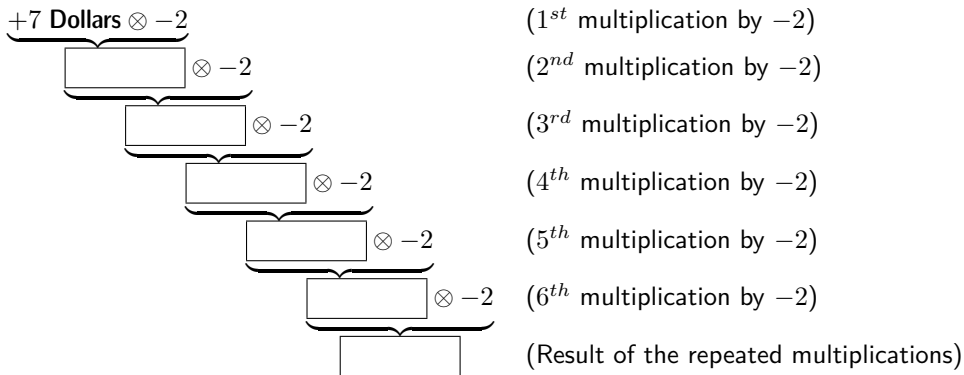 +7 Dollars ⊗ −2 (1st multiplication by −2)
⊗ −2 (2nd multiplication by −2)
⊗ −2 (3rd multiplication by −2)
⊗ −2 (4th multiplication by −2)
⊗ −2 (5th multiplication by −2)
⊗ −2 (6th multiplication by −2)
(Result of the repeated multiplications)